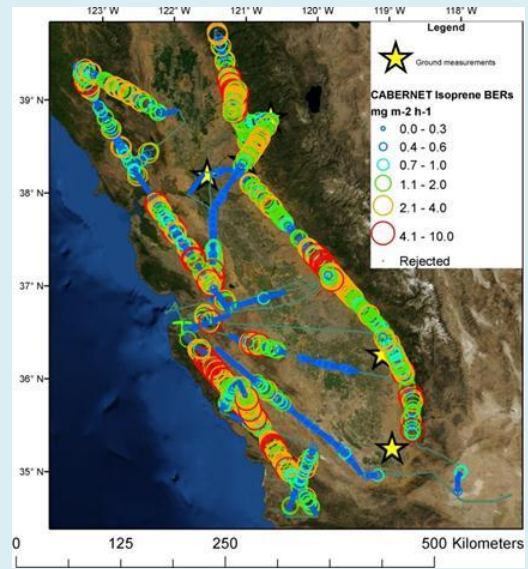 123° W 122° W 121° W 120° W 119° W 118° W
Legend
Ground measurements
CABERNET Isoprene BERs
mg m-2 h-1
0.0 - 0.3
0.4 - 0.6
0.7 - 1.0
1.1 - 2.0
2.1 - 4.0
4.1 - 10.0
Rejected
39° N
38° N
37° N
36° N
35° N
0 125 250 500 Kilometers